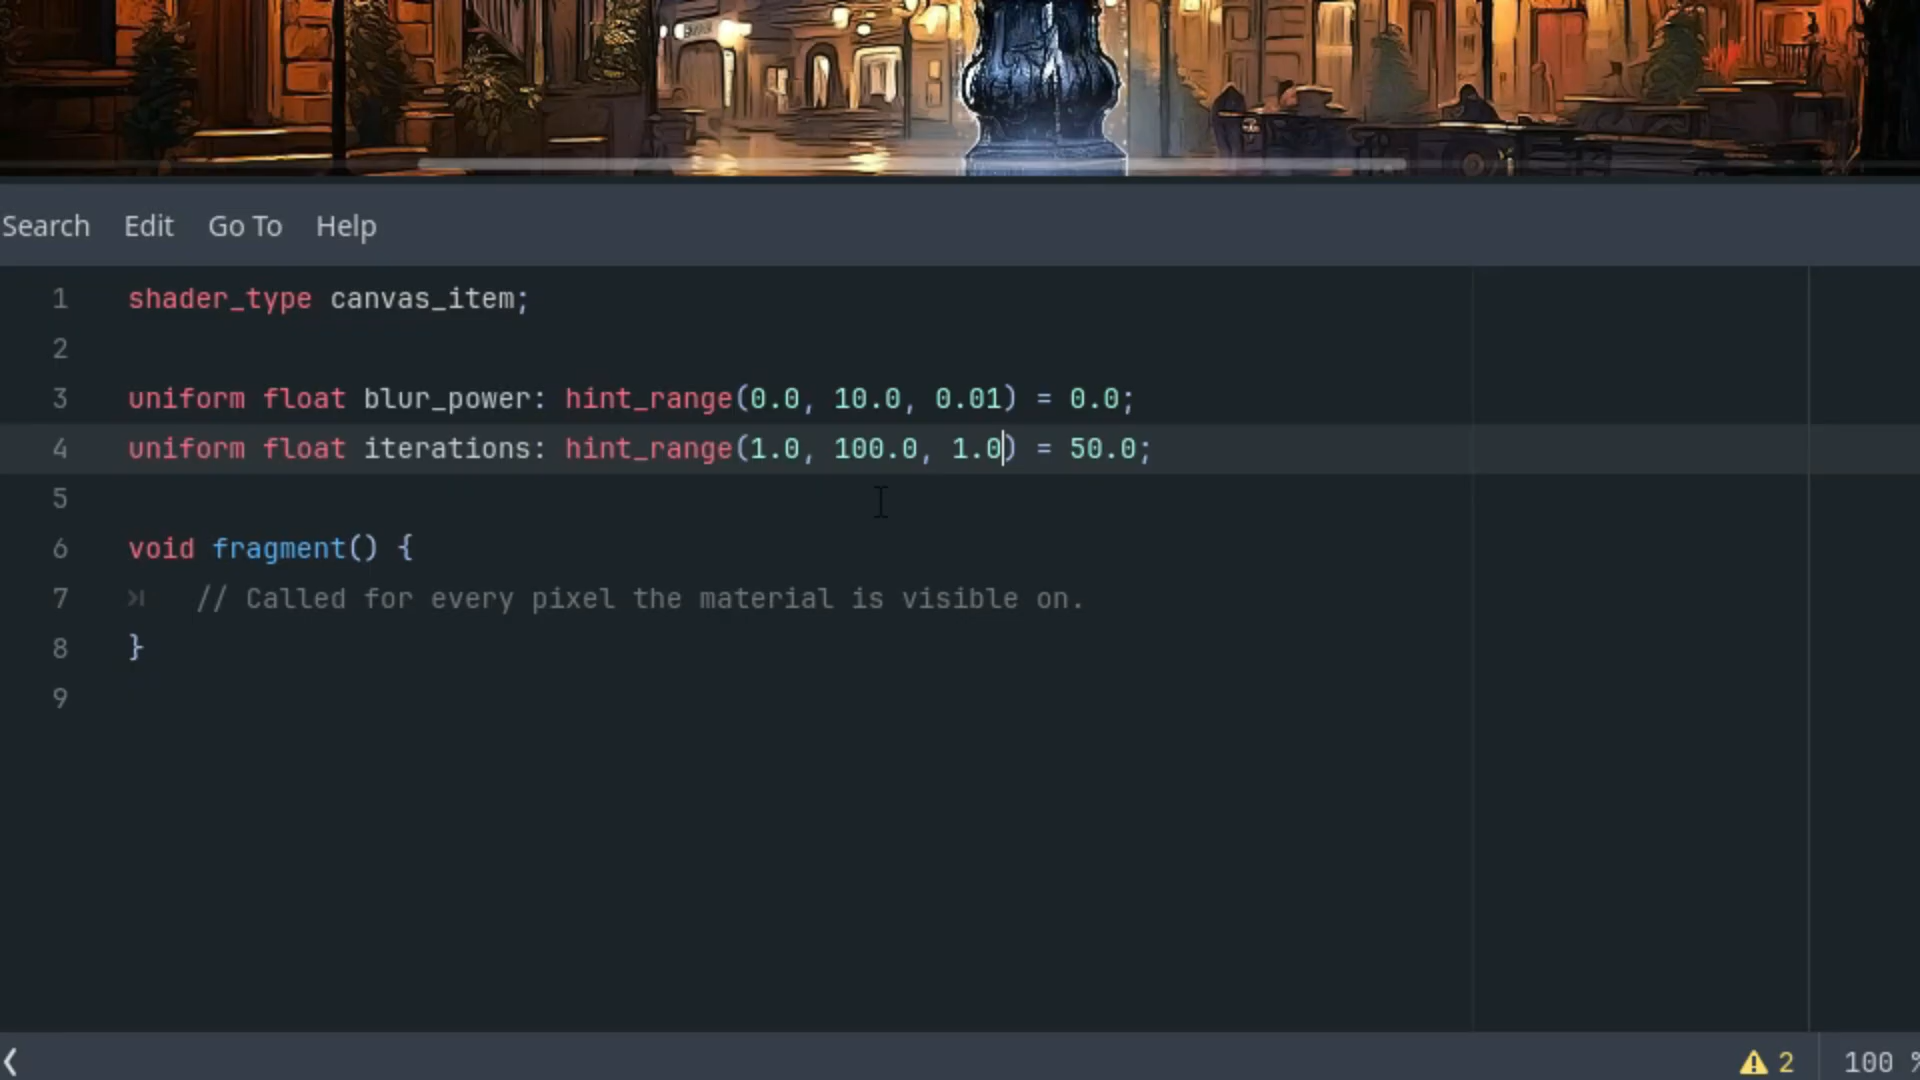 Search Edit Go To Help
1 shader_type canvas_item;
2
3 uniform float blur_power: hint_range(0.0, 10.0, 0.01) = 0.0;
4 uniform float iterations: hint_range(1.0, 100.0, 1.0) = 50.0;
5
6 void fragment() {
7 // Called for every pixel the material is visible on.
8 }
9
2 100 %